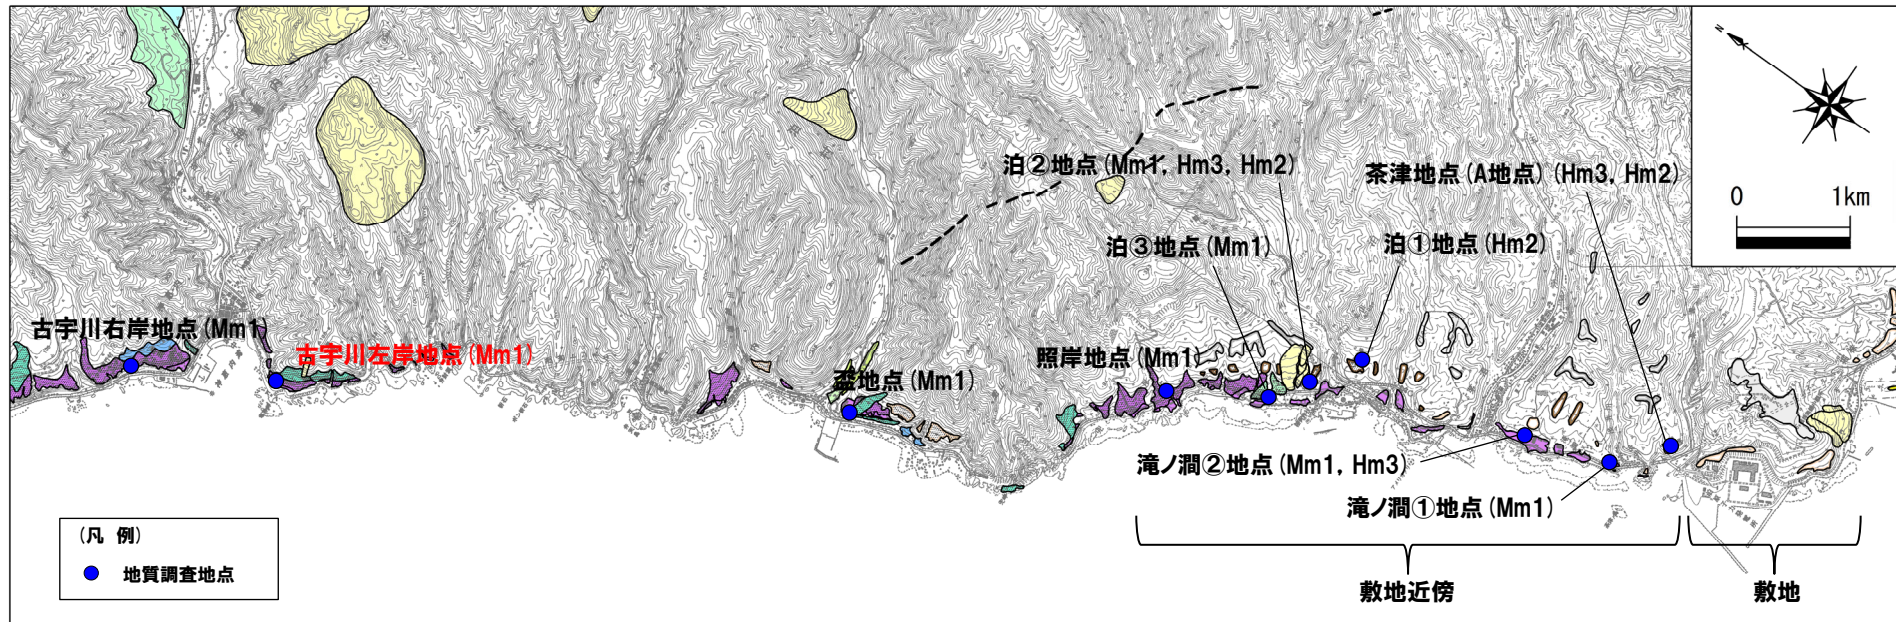 N
0 1km
泊②地点(Mm1, Hm3, Hm2)
茶津地点(A地点)(Hm3, Hm2)
泊③地点(Mm1)
泊①地点(Hm2)
古宇川右岸地点(Mm1)
古宇川左岸地点(Mm1)
盃地点(Mm1)
照岸地点(Mm1)
滝ノ澗②地点(Mm1, Hm3)
滝ノ澗①地点(Mm1)
(凡 例)
地質調査地点
敷地近傍
敷地